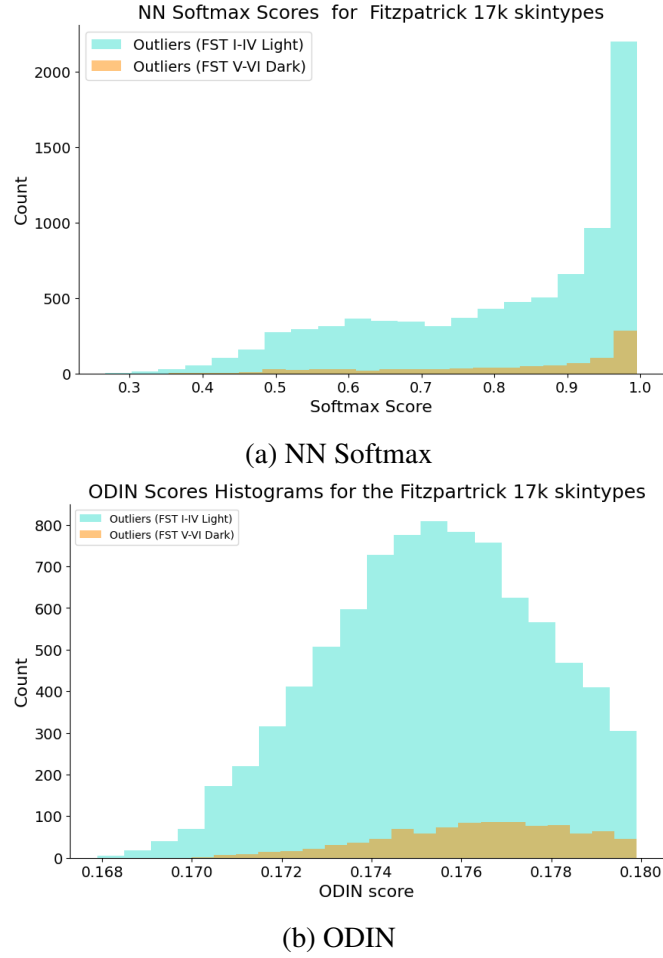 NN Softmax Scores for Fitzpatrick 17k skintypes
Outliers (FST I-IV Light)
Outliers (FST V-VI Dark)
2000
1500
1000
500
0
Count
0.3 0.4 0.5 0.6 0.7 0.8 0.9 1.0
Softmax Score
(a) NN Softmax
ODIN Scores Histograms for the Fitzpartrick 17k skintypes
Outliers (FST I-IV Light)
Outliers (FST V-VI Dark)
800
700
600
500
400
300
200
100
0
Count
0.168 0.170 0.172 0.174 0.176 0.178 0.180
ODIN score
(b) ODIN